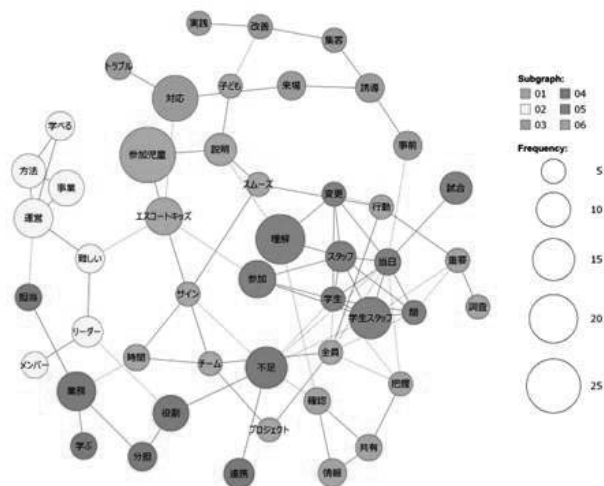 実践
改善
集客
トラブル
子ども
来場
誘導
対応
事前
学べる
参加児童
説明
方法
事業
スムーズ
変更
行動
試合
運営
エスコートキッズ
理解
難しい
スタッフ
当日
重要
参加
担当
サイン
学生
学生スタッフ
間
調査
リーダー
メンバー
時間
チーム
不足
全員
業務
把握
役割
確認
プロジェクト
学ぶ
分担
連携
情報
共有
Subgraph:
01 04
02 05
03 06
Frequency:
5
10
15
20
25